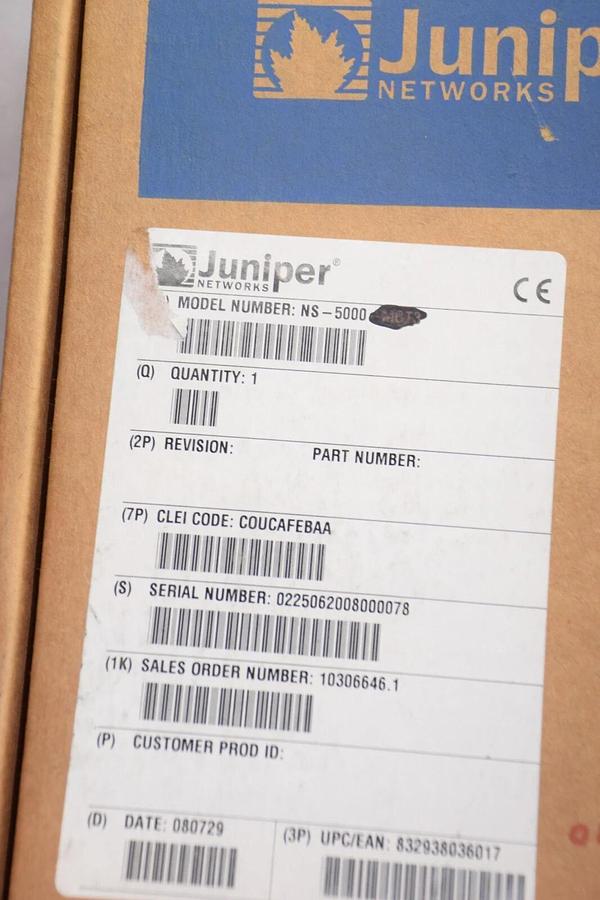 Junip
NETWORKS
Juniper®
NETWORKS
CE
) MODEL NUMBER: NS-5000
(Q) QUANTITY: 1
(2P) REVISION: PART NUMBER:
(7P) CLEI CODE: COUCAFEBAA
(S) SERIAL NUMBER: 0225062008000078
(1K) SALES ORDER NUMBER: 10306646.1
(P) CUSTOMER PROD ID:
(D) DATE: 080729
(3P) UPC/EAN: 832938036017